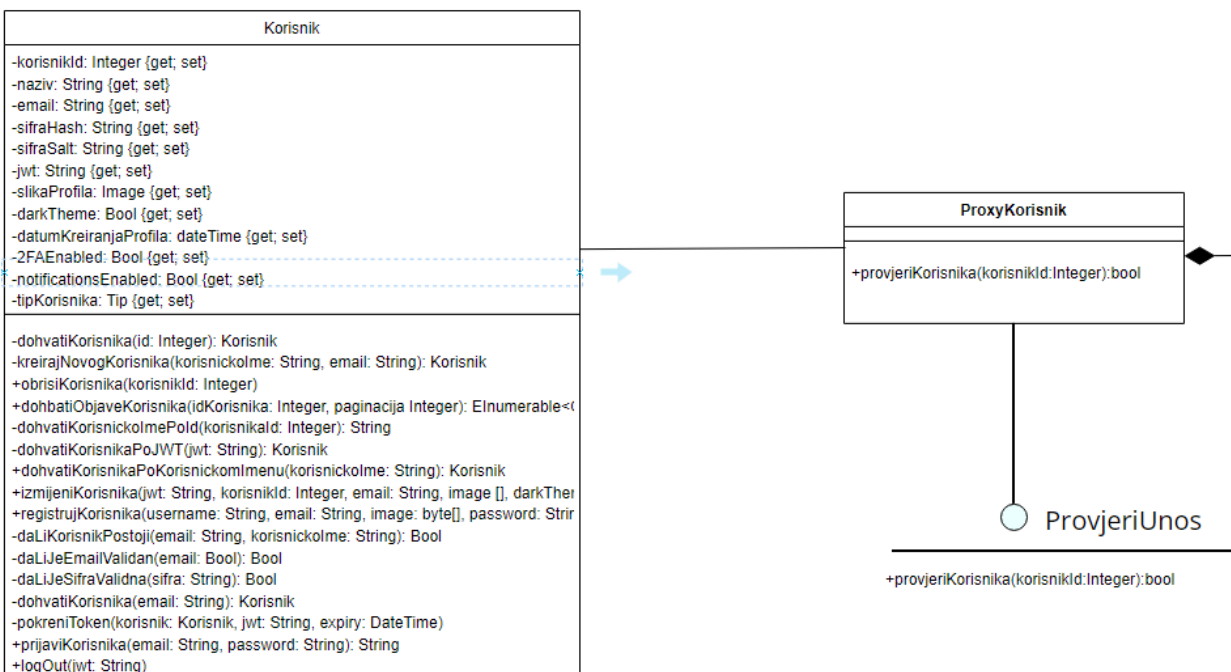 Korisnik
-korisnikId: Integer {get; set}
-naziv: String {get; set}
-email: String {get; set}
-sifraHash: String {get; set}
-sifraSalt: String {get; set}
-jwt: String {get; set}
-slikaProfila: Image {get; set}
-darkTheme: Bool {get; set}
-datumKreiranjaProfila: dateTime {get; set}
-2FAEnabled: Bool {get; set}
-notificationsEnabled: Bool {get; set}
-tipKorisnika: Tip {get; set}
-dohvatiKorisnika(id: Integer): Korisnik
-kreirajNovogKorisnika(korisnickoIme: String, email: String): Korisnik
+obrisiKorisnika(korisnikId: Integer)
+dohbatiObjaveKorisnika(idKorisnika: Integer, paginacija Integer): EInumerable<
-dohvatiKorisnickoImePoId(korisnikaId: Integer): String
-dohvatiKorisnikaPoJWT(jwt: String): Korisnik
+dohvatiKorisnikaPoKorisnickomImenu(korisnickoIme: String): Korisnik
+izmijeniKorisnika(jwt: String, korisnikId: Integer, email: String, image [], darkTher
+registrujKorisnika(username: String, email: String, image: byte[], password: Strir
-daLiKorisnikPostoji(email: String, korisnickoIme: String): Bool
-daLiJeEmailValidan(email: Bool): Bool
-daLiJeSifraValidna(sifra: String): Bool
-dohvatiKorisnika(email: String): Korisnik
-pokreniToken(korisnik: Korisnik, jwt: String, expiry: DateTime)
+prijaviKorisnika(email: String, password: String): String
+logOut(jwt: String)
ProxyKorisnik
+provjeriKorisnika(korisnikId:Integer):bool
ProvjeriUnos
+provjeriKorisnika(korisnikId:Integer):bool